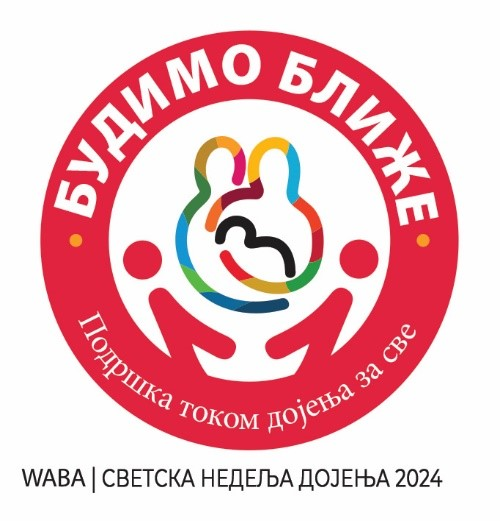 БУДИМО БЛИЖЕ
Подршка током дојења за све
WABA | СВЕТСКА НЕДЕЉА ДОЈЕЊА 2024